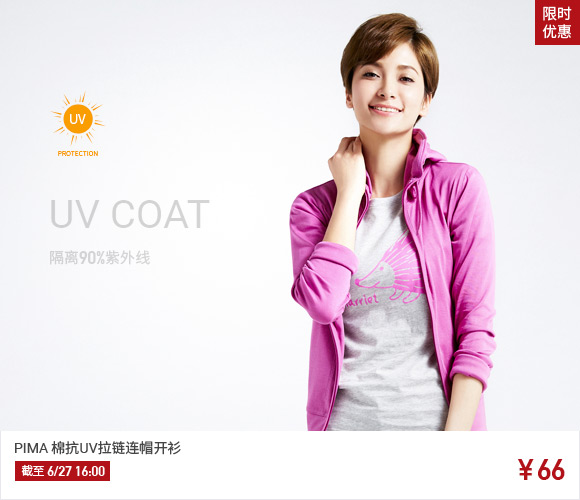 限时
优惠
UV
PROTECTION
UV COAT
隔离90%紫外线
Harriet
PIMA 棉抗UV拉链连帽开衫
截至 6/27 16:00
¥66